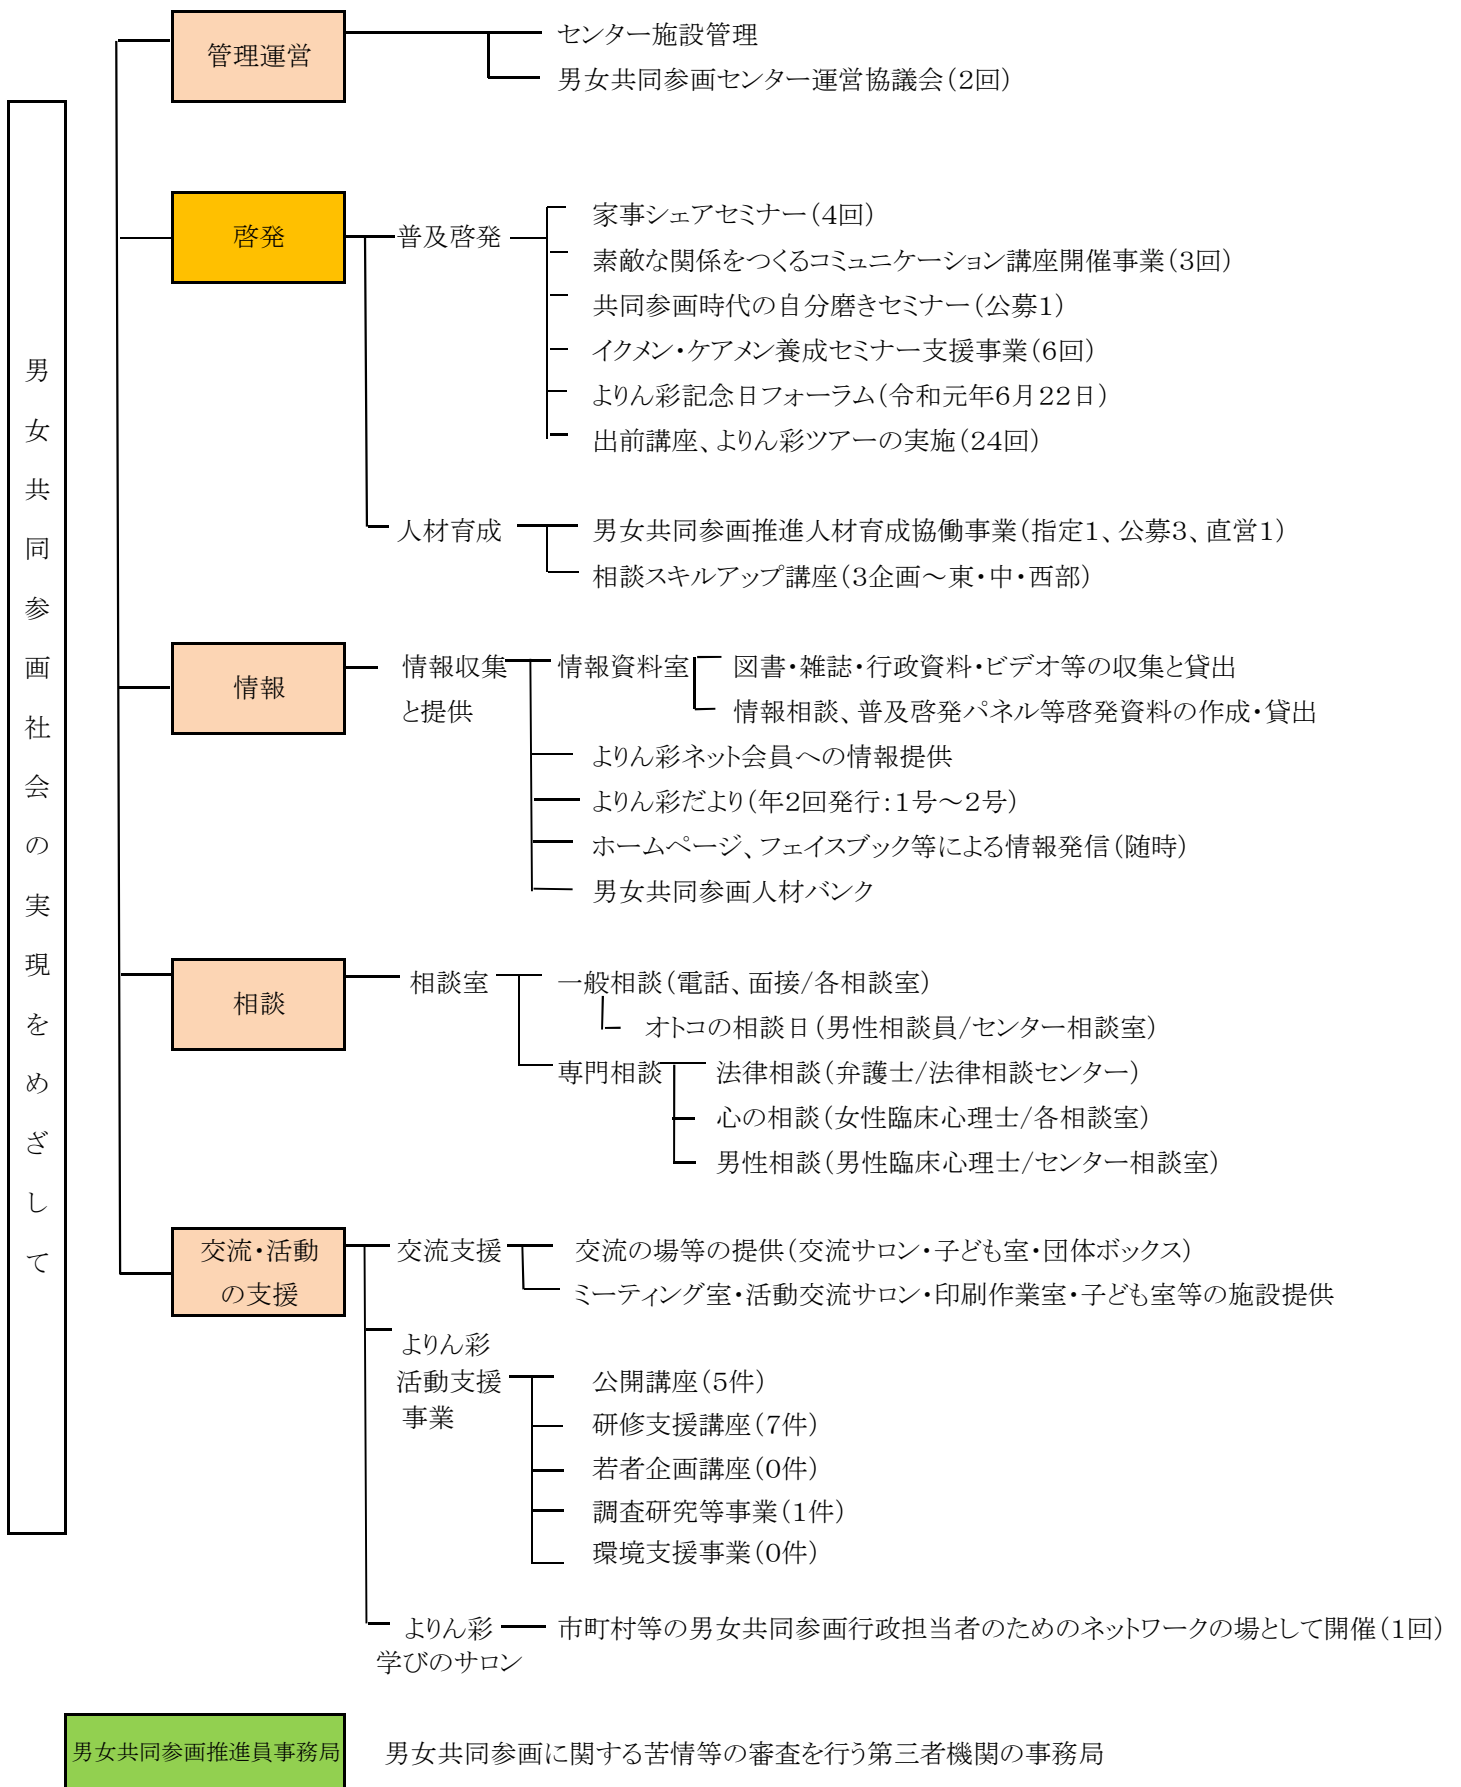 男女共同参画社会の実現をめざして
管理運営
センター施設管理
男女共同参画センター運営協議会(2回)
啓発
普及啓発
家事シェアセミナー(4回)
素敵な関係をつくるコミュニケーション講座開催事業(3回)
共同参画時代の自分磨きセミナー(公募1)
イクメン・ケアメン養成セミナー支援事業(6回)
よりん彩記念日フォーラム(令和元年6月22日)
出前講座、よりん彩ツアーの実施(24回)
人材育成
男女共同参画推進人材育成協働事業(指定1、公募3、直営1)
相談スキルアップ講座(3企画～東・中・西部)
情報
情報収集
と提供
情報資料室
図書・雑誌・行政資料・ビデオ等の収集と貸出
情報相談、普及啓発パネル等啓発資料の作成・貸出
よりん彩ネット会員への情報提供
よりん彩だより(年2回発行:1号～2号)
ホームページ、フェイスブック等による情報発信(随時)
男女共同参画人材バンク
相談
相談室
一般相談(電話、面接/各相談室)
オトコの相談日(男性相談員/センター相談室)
専門相談
法律相談(弁護士/法律相談センター)
心の相談(女性臨床心理士/各相談室)
男性相談(男性臨床心理士/センター相談室)
交流・活動
の支援
交流支援
交流の場等の提供(交流サロン・子ども室・団体ボックス)
ミーティング室・活動交流サロン・印刷作業室・子ども室等の施設提供
よりん彩
活動支援
事業
公開講座(5件)
研修支援講座(7件)
若者企画講座(0件)
調査研究等事業(1件)
環境支援事業(0件)
よりん彩
学びのサロン
市町村等の男女共同参画行政担当者のためのネットワークの場として開催(1回)
男女共同参画推進員事務局
男女共同参画に関する苦情等の審査を行う第三者機関の事務局